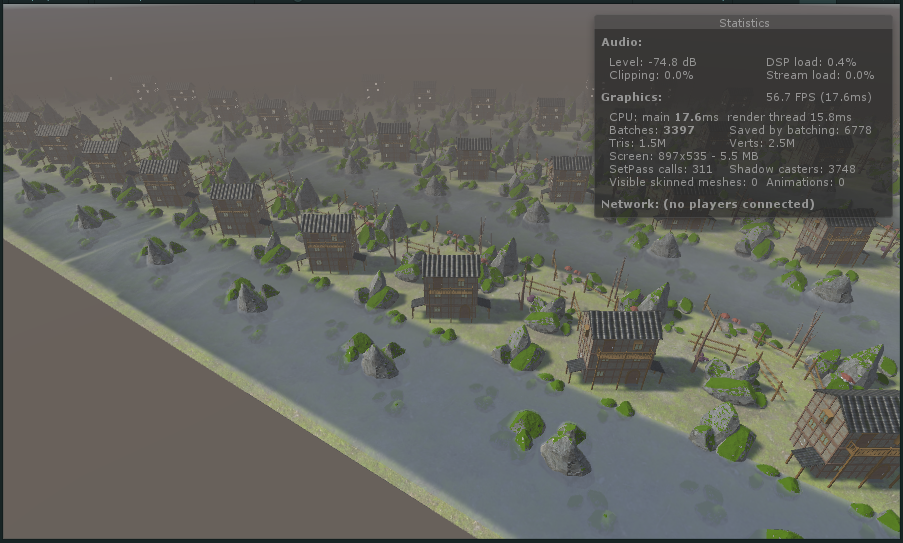 Statistics
Audio:
Level: -74.8 dB DSP load: 0.4%
Clipping: 0.0% Stream load: 0.0%
Graphics: 56.7 FPS (17.6ms)
CPU: main 17.6ms render thread 15.8ms
Batches: 3397 Saved by batching: 6778
Tris: 1.5M Verts: 2.5M
Screen: 897x535 - 5.5 MB
SetPass calls: 311 Shadow casters: 3748
Visible skinned meshes: 0 Animations: 0
Network: (no players connected)